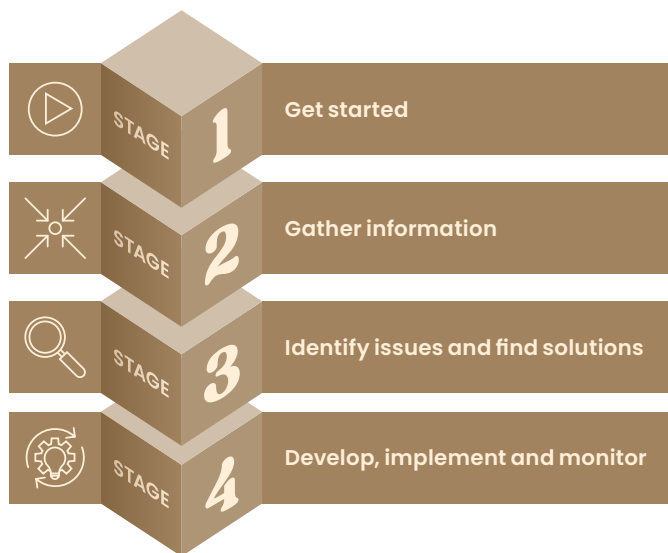 STAGE 1 Get started
STAGE 2 Gather information
STAGE 3 Identify issues and find solutions
STAGE 4 Develop, implement and monitor